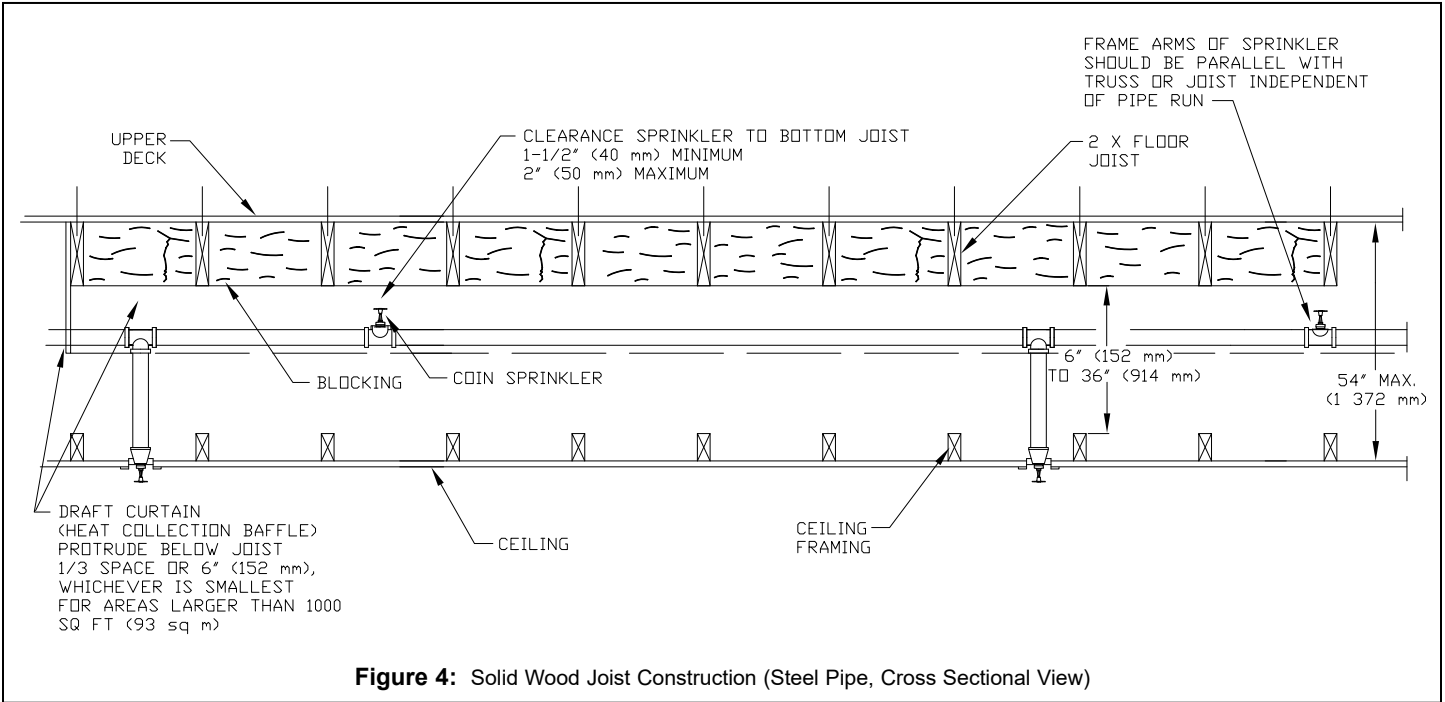 FRAME ARMS OF SPRINKLER
SHOULD BE PARALLEL WITH
TRUSS OR JOIST INDEPENDENT
OF PIPE RUN
UPPER
DECK
CLEARANCE SPRINKLER TO BOTTOM JOIST
1-1/2" (40 mm) MINIMUM
2" (50 mm) MAXIMUM
2 X FLOOR
JOIST
6" (152 mm)
TO 36" (914 mm)
54" MAX.
(1 372 mm)
BLOCKING
COIN SPRINKLER
DRAFT CURTAIN
(HEAT COLLECTION BAFFLE)
PROTRUDE BELOW JOIST
1/3 SPACE OR 6" (152 mm),
WHICHEVER IS SMALLEST
FOR AREAS LARGER THAN 1000
SQ FT (93 sq m)
CEILING
CEILING
FRAMING
Figure 4: Solid Wood Joist Construction (Steel Pipe, Cross Sectional View)